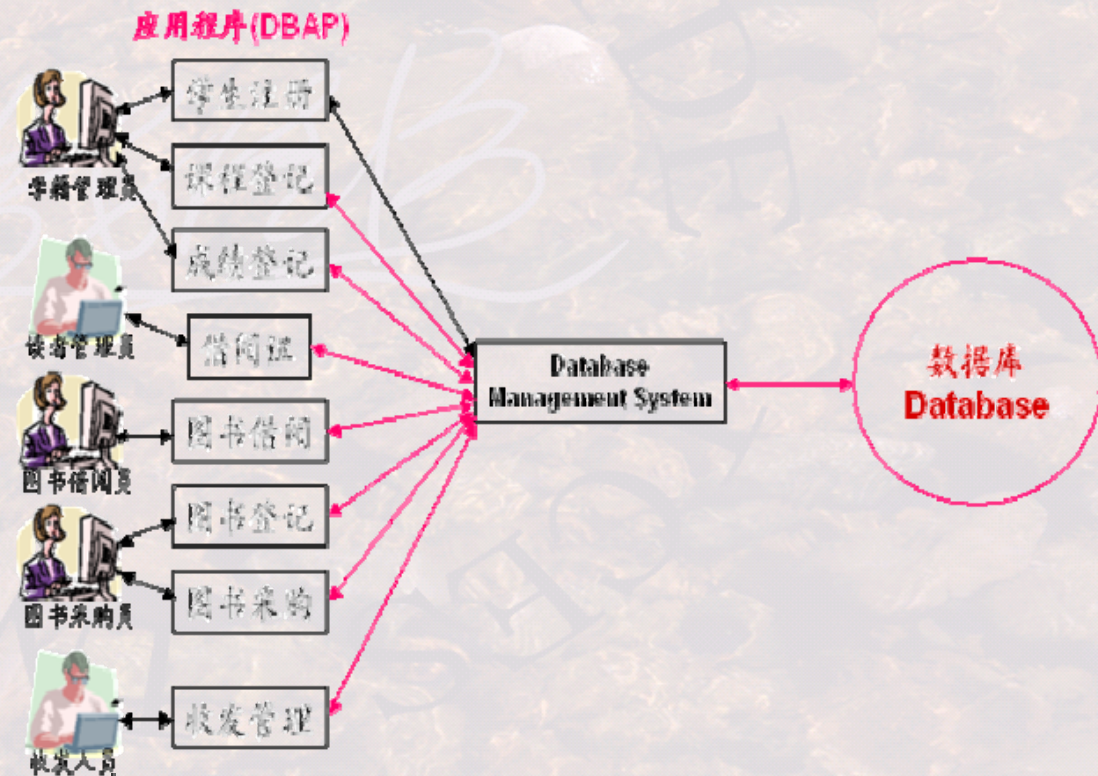 应用程序(DBAP)
学生注册
课程登记
学籍管理员
成绩登记
读者管理员
借阅证
图书借阅
图书借阅员
图书登记
图书采购
图书采购员
收发管理
收发人员
Database
Management System
数据库
Database